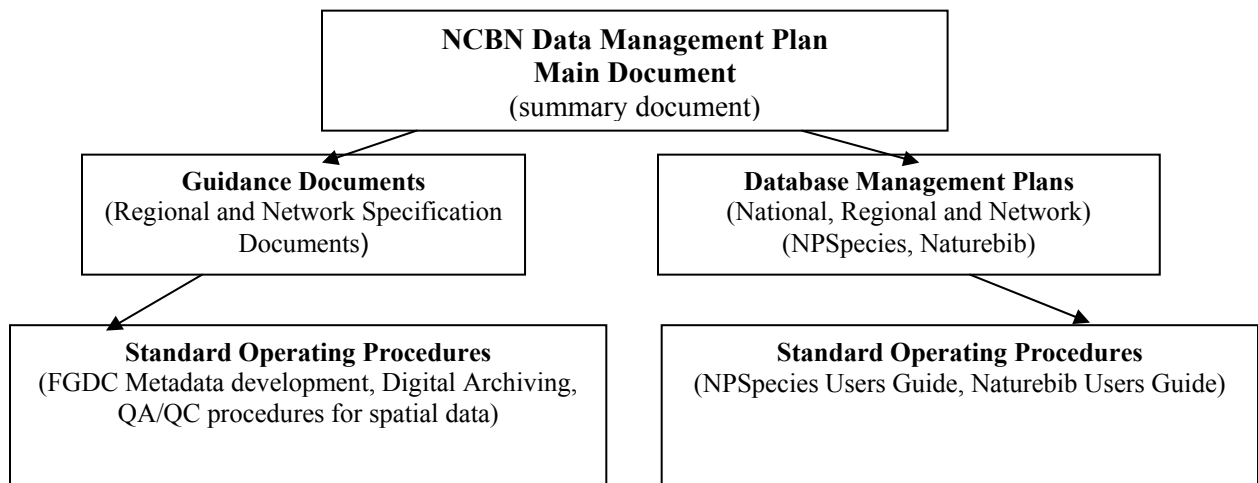 NCBN Data Management Plan
Main Document
(summary document)
Guidance Documents
(Regional and Network Specification
Documents)
Database Management Plans
(National, Regional and Network)
(NPSpecies, Naturebib)
Standard Operating Procedures
(FGDC Metadata development, Digital Archiving,
QA/QC procedures for spatial data)
Standard Operating Procedures
(NPSpecies Users Guide, Naturebib Users Guide)